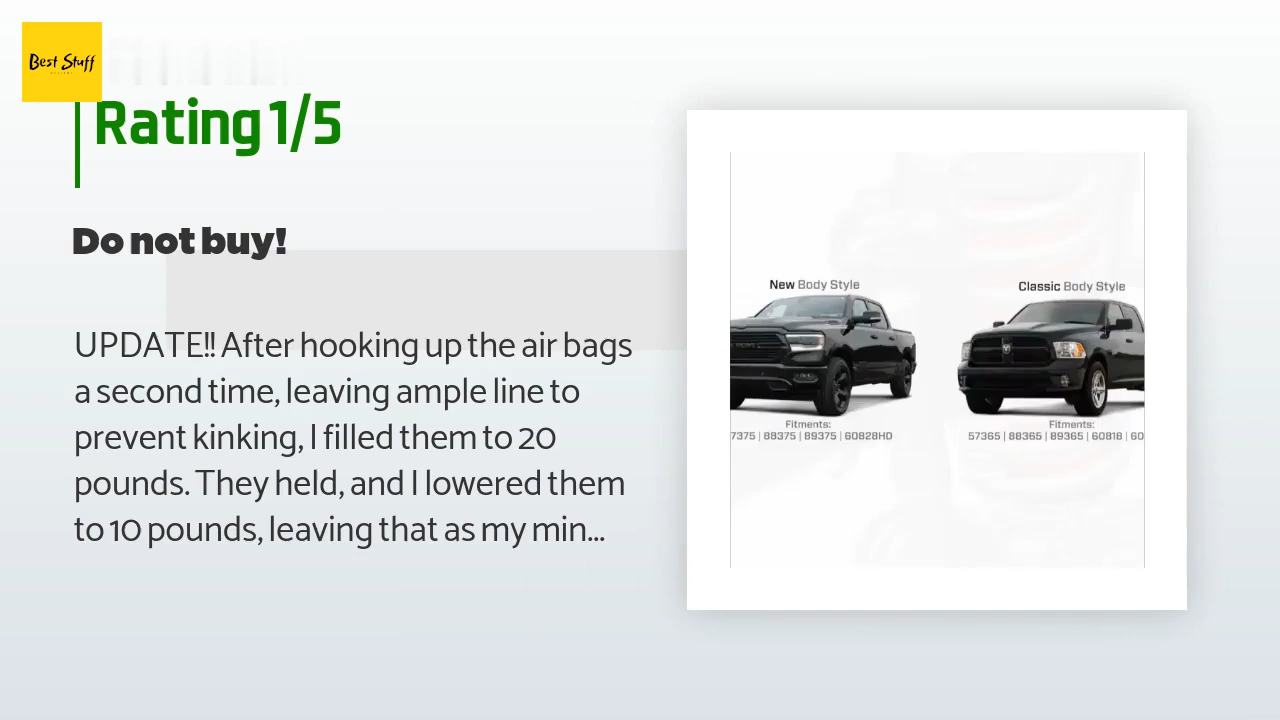 Best Stuff
Rating 1/5
Do not buy!
UPDATE!! After hooking up the air bags
a second time, leaving ample line to
prevent kinking, I filled them to 20
pounds. They held, and I lowered them
to 10 pounds, leaving that as my min...
New Body Style
Fitments:
7375 | 88375 | 89375 | 60828HD
Classic Body Style
Fitments:
57365 | 88365 | 89365 | 60818 | 60